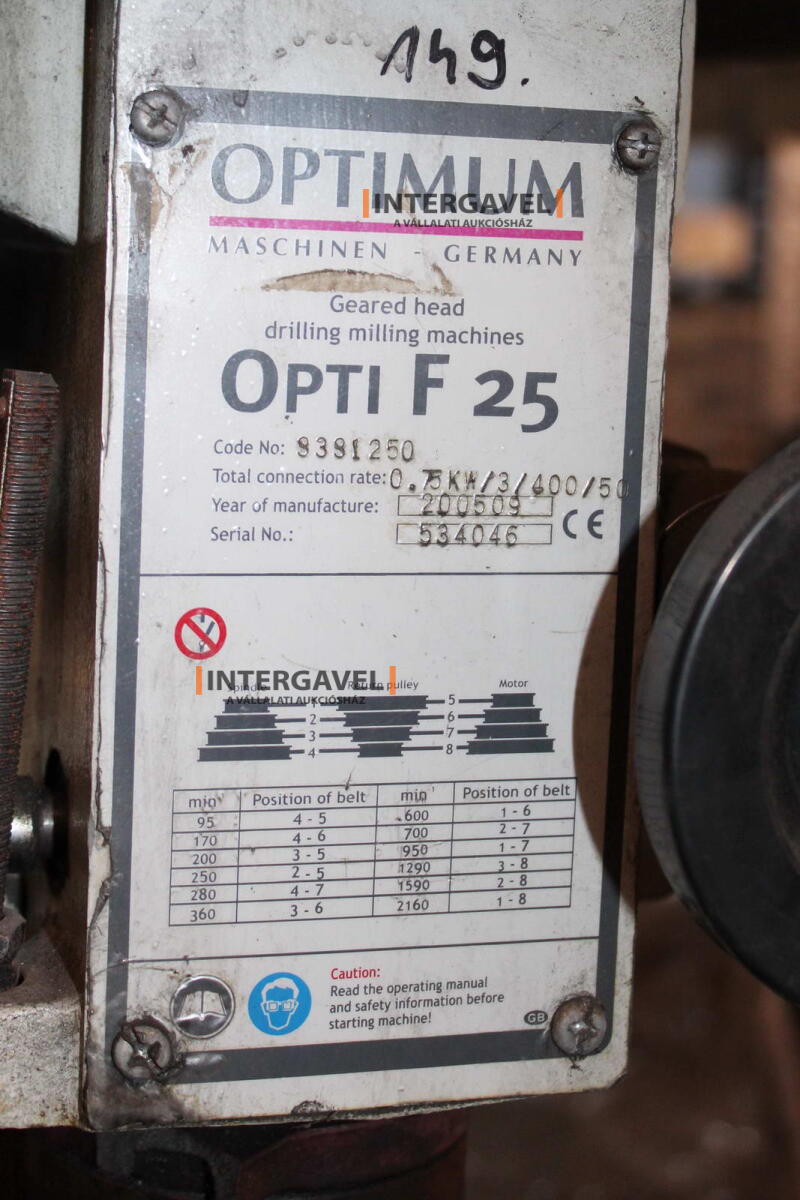 149.
OPTIMUM
INTERGAVEL
A VÁLLALATI AUKCIÓSHÁZ
MASCHINEN - GERMANY
Geared head
drilling milling machines
OPTI F 25
Code No: 8381250
Total connection rate: 0.75KW/3/400/50
Year of manufacture: 200509
Serial No.: 534046
CE
INTERGAVEL
Return pulley Motor
A VÁLLALATI AUKCIÓSHÁZ
5
2 6
3 7
4 8
min⁻¹ Position of belt min⁻¹ Position of belt
95 4 - 5 600 1 - 6
170 4 - 6 700 2 - 7
200 3 - 5 950 1 - 7
250 2 - 5 1290 3 - 8
280 4 - 7 1590 2 - 8
360 3 - 6 2160 1 - 8
Caution:
Read the operating manual
and safety information before
starting machine!
GB